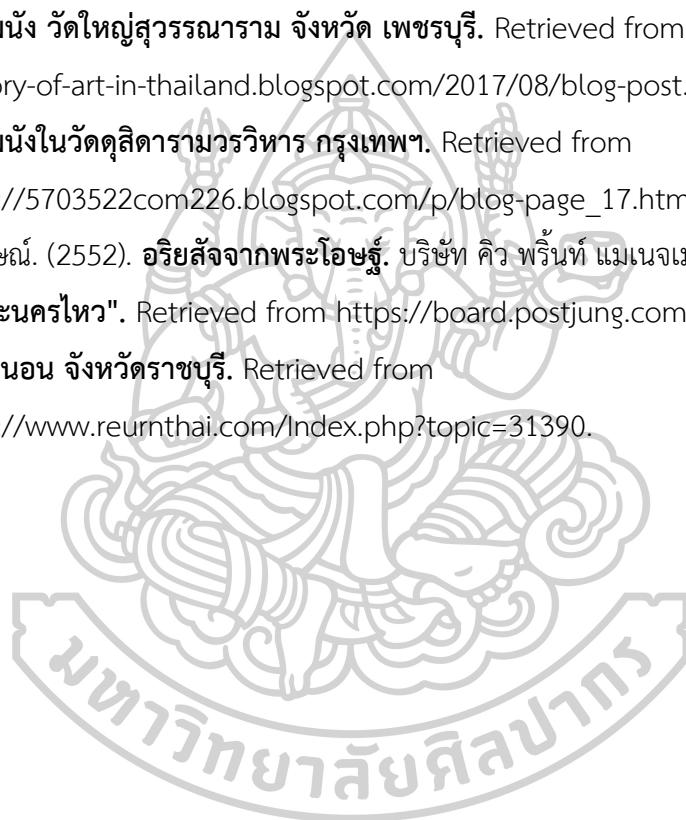 นัง วัดใหญ่สุวรรณาราม จังหวัด เพชรบุรี. Retrieved from
ory-of-art-in-thailand.blogspot.com/2017/08/blog-post.
นังในวัดดุสิดารามวรวิหาร กรุงเทพฯ. Retrieved from
://5703522com226.blogspot.com/p/blog-page_17.htm
ษณ์. (2552). อริยสัจจากพระโอษฐ์. บริษัท คิว พริ้นท์ แมเนจเม
ะนครไหว". Retrieved from https://board.postjung.com
นอน จังหวัดราชบุรี. Retrieved from
://www.reurnthai.com/Index.php?topic=31390.
มหาวิทยาลัยศิลปากร